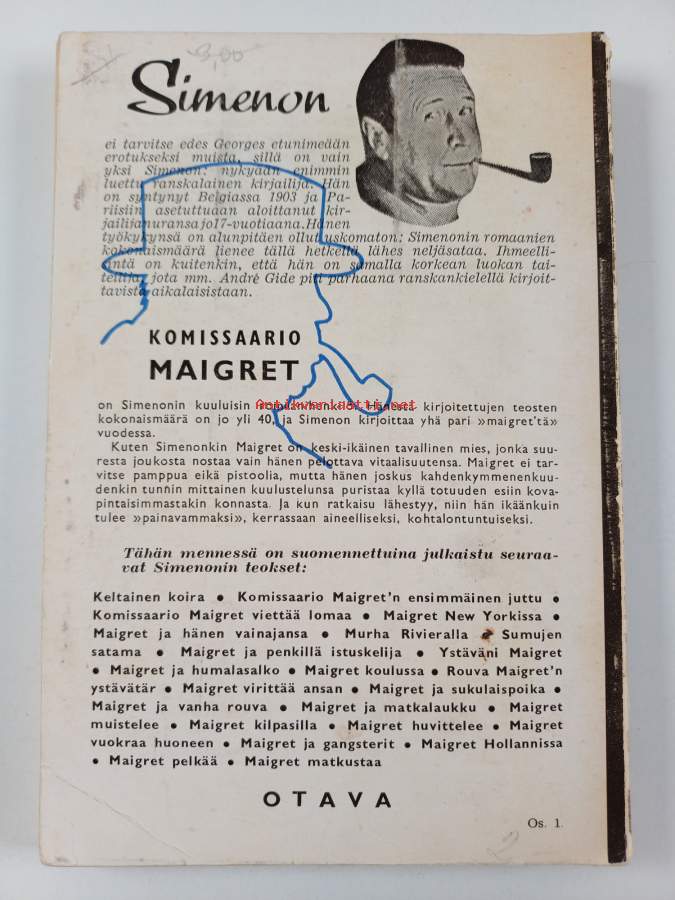 3,00
Simenon
ei tarvitse edes Georges etunimeään
erotukseksi muista, sillä on vain
yksi Simenon: nykyään enimmin
luettu ranskalainen kirjailija. Hän
on syntynyt Belgiassa 1903 ja Pa-
riisiin asetuttuaan aloittanut kir-
jailijanuransa jo 17-vuotiaana. Hänen
työkykynsä on alunpitäen ollut uskomaton: Simenonin romaanien
kokonaismäärä lienee tällä hetkellä lähes neljäsataa. Ihmeelli-
intä on kuitenkin, että hän on samalla korkean luokan tai-
teilija, jota mm. André Gide piti parhaana ranskankielellä kirjoit-
tavista aikalaisistaan.
KOMISSAARIO
MAIGRET
Antikvariaatti.net
on Simenonin kuuluisin romaanihenkilö. Hänestä kirjoitettujen teosten
kokonaismäärä on jo yli 40, ja Simenon kirjoittaa yhä pari »maigret'tä»
vuodessa.
Kuten Simenonkin Maigret on keski-ikäinen tavallinen mies, jonka suu-
resta joukosta nostaa vain hänen pelottava vitaalisuutensa. Maigret ei tar-
vitse pamppua eikä pistoolia, mutta hänen joskus kahdenkymmenenkuu-
denkin tunnin mittainen kuulustelunsa puristaa kyllä totuuden esiin kova-
pintaisimmastakin konnasta. Ja kun ratkaisu lähestyy, niin hän ikäänkuin
tulee »painavammaksi», kerrassaan aineelliseksi, kohtalontuntuiseksi.
Tähän mennessä on suomennettuina julkaistu seuraa-
vat Simenonin teokset:
Keltainen koira • Komissaario Maigret'n ensimmäinen juttu •
Komissaario Maigret viettää lomaa • Maigret New Yorkissa •
Maigret ja hänen vainajansa • Murha Rivieralla • Sumujen
satama • Maigret ja penkillä istuskelija • Ystäväni Maigret
• Maigret ja humalasalko • Maigret koulussa • Rouva Maigret'n
ystävätär • Maigret virittää ansan • Maigret ja sukulaispoika •
Maigret ja vanha rouva • Maigret ja matkalaukku • Maigret
muistelee • Maigret kilpasilla • Maigret huvittelee • Maigret
vuokraa huoneen • Maigret ja gangsterit • Maigret Hollannissa
• Maigret pelkää • Maigret matkustaa
OTAVA
Os. 1.